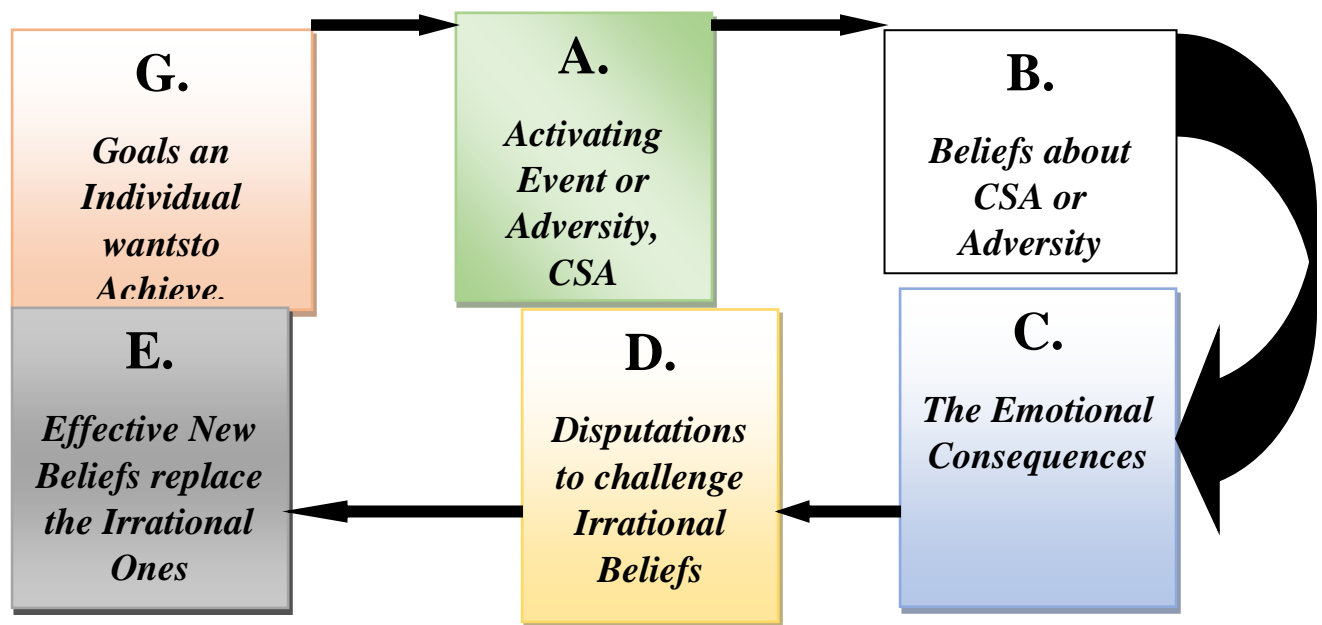 G.
Goals an
Individual
wantsto
Achieve.
A.
Activating
Event or
Adversity,
CSA
B.
Beliefs about
CSA or
Adversity
C.
The Emotional
Consequences
D.
Disputations
to challenge
Irrational
Beliefs
E.
Effective New
Beliefs replace
the Irrational
Ones